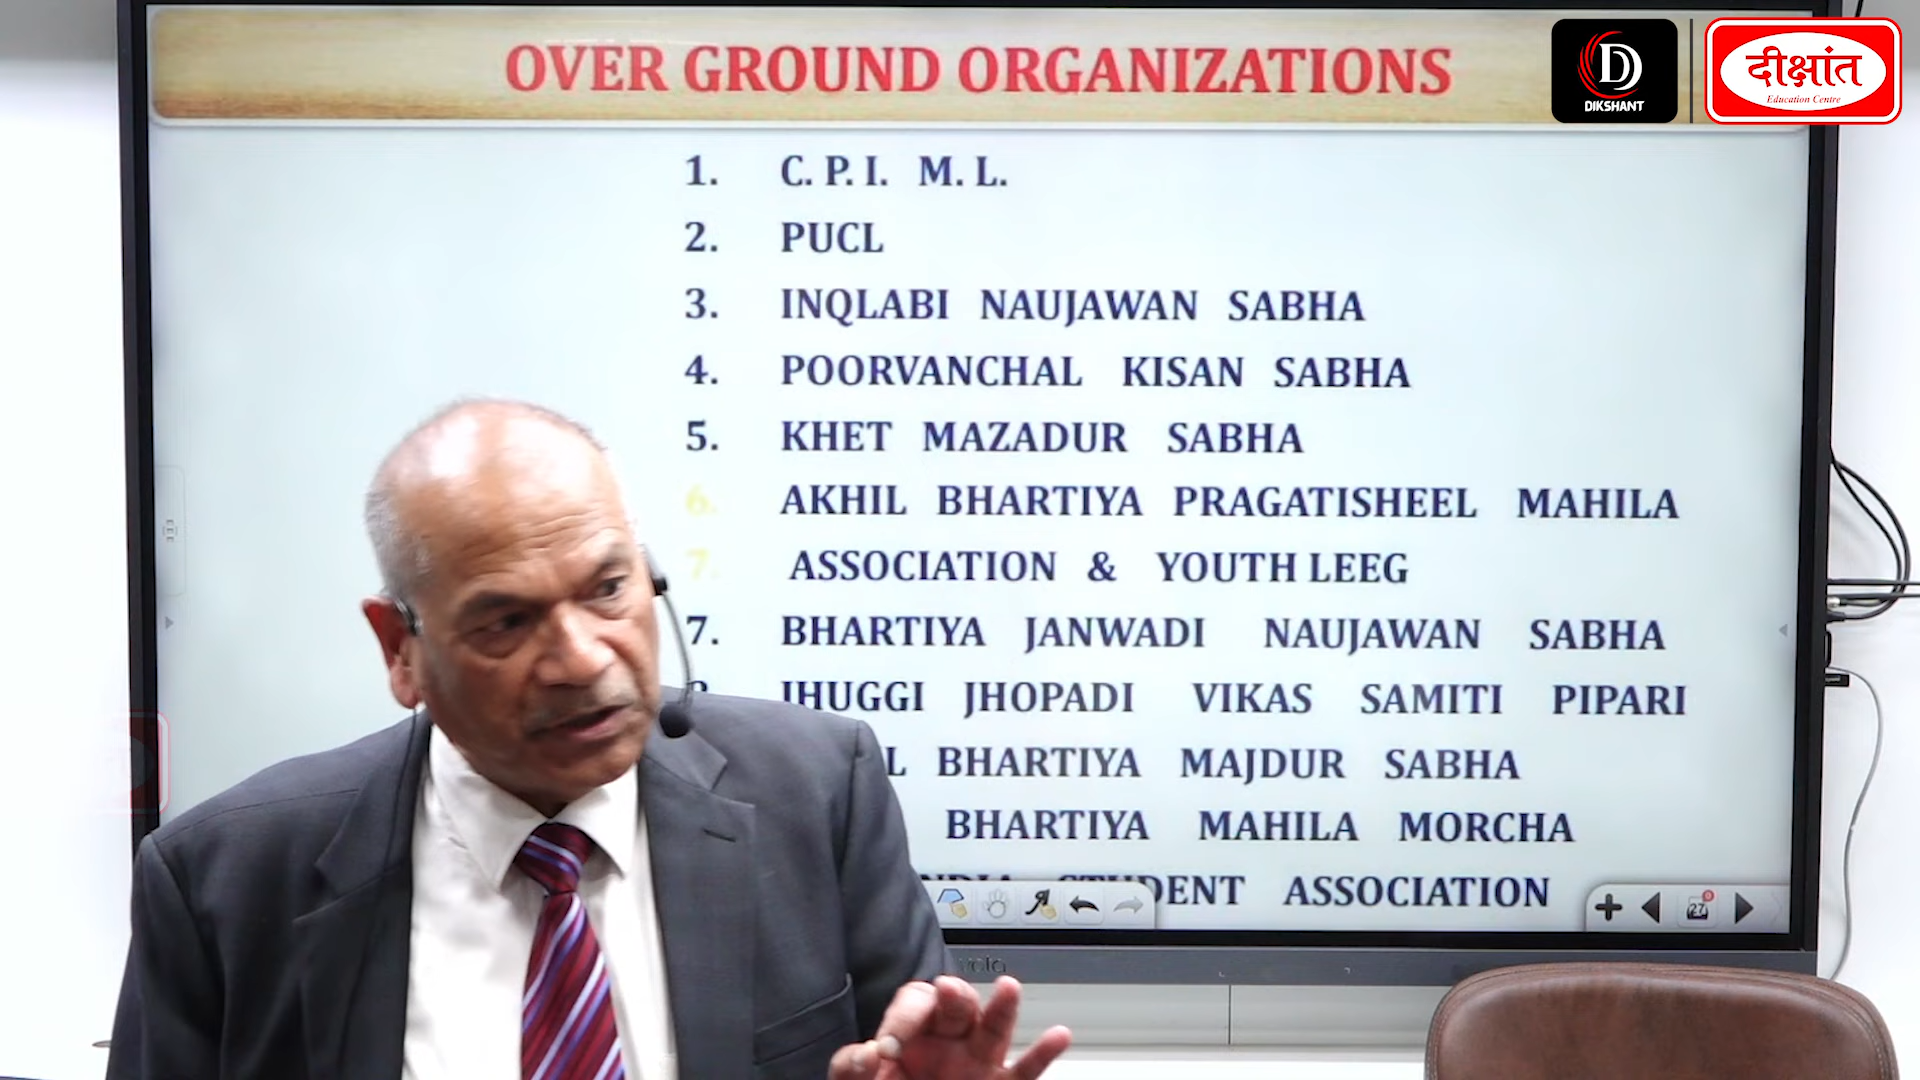 OVER GROUND ORGANIZATIONS
DIKSHANT
दीक्षांत
Education Centre
1. C. P. I. M. L.
2. PUCL
3. INQLABI NAUJAWAN SABHA
4. POORVANCHAL KISAN SABHA
5. KHET MAZADUR SABHA
6. AKHIL BHARTIYA PRAGATISHEEL MAHILA
7. ASSOCIATION & YOUTH LEEG
7. BHARTIYA JANWADI NAUJAWAN SABHA
JHUGGI JHOPADI VIKAS SAMITI PIPARI
BHARTIYA MAJDUR SABHA
BHARTIYA MAHILA MORCHA
ASSOCIATION
27